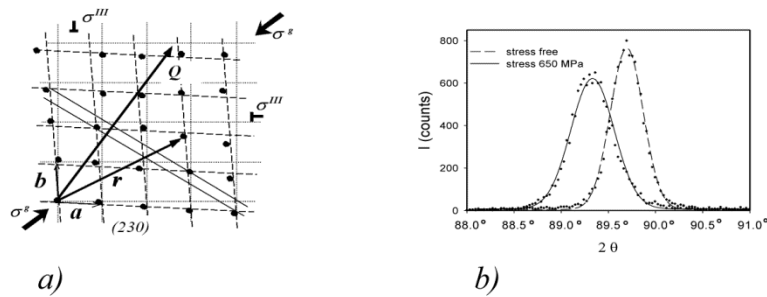 σ^III
σ^g
Q
σ^III
b
r
a
σ^g
(230)
a)
stress free
stress 650 MPa
I (counts)
800
600
400
200
0
88.0° 88.5° 89.0° 89.5° 90.0° 90.5° 91.0°
2 θ
b)